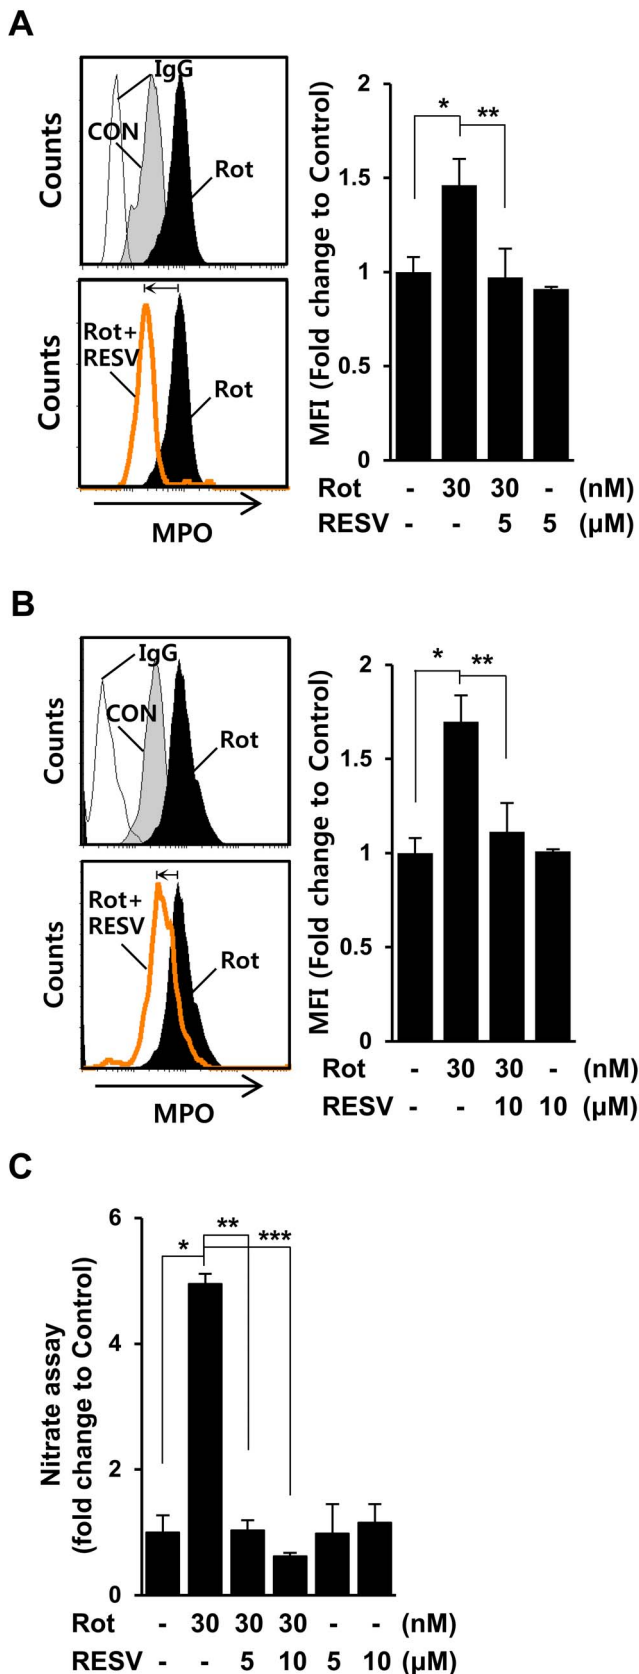 A
IgG
CON
Rot
Counts
Rot+
RESV
Rot
Counts
MPO
MFI (Fold change to Control)
2
1.5
1
0.5
0
* **
Rot - 30 30 - (nM)
RESV - - 5 5 (μM)
B
IgG
CON
Rot
Counts
Rot+
RESV
Rot
Counts
MPO
MFI (Fold change to Control)
2
1.5
1
0.5
0
* **
Rot - 30 30 - (nM)
RESV - - 10 10 (μM)
C
Nitrate assay
(fold change to Control)
6
4
2
0
* ** ***
Rot - 30 30 30 - - (nM)
RESV - - 5 10 5 10 (μM)